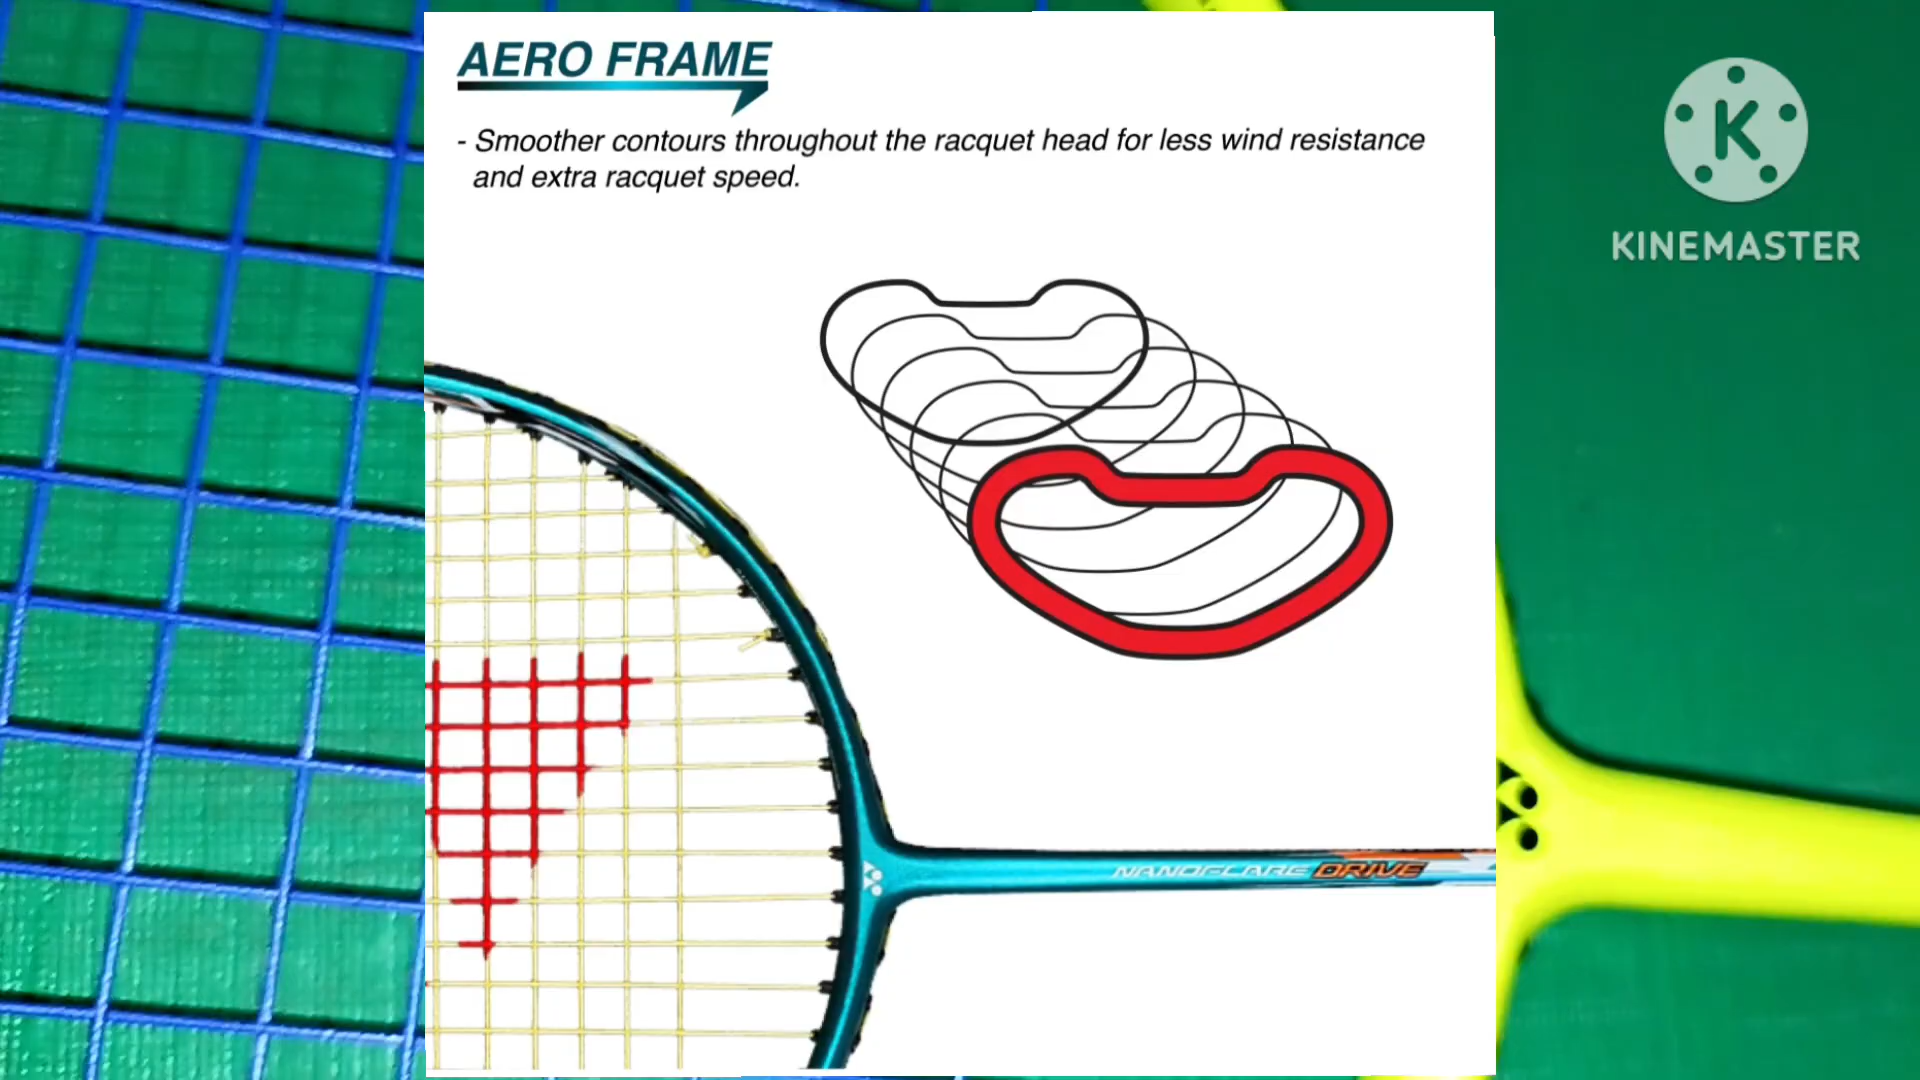 AERO FRAME
- Smoother contours throughout the racquet head for less wind resistance
and extra racquet speed.
K
KINEMASTER
NANOFLARE DRIVE